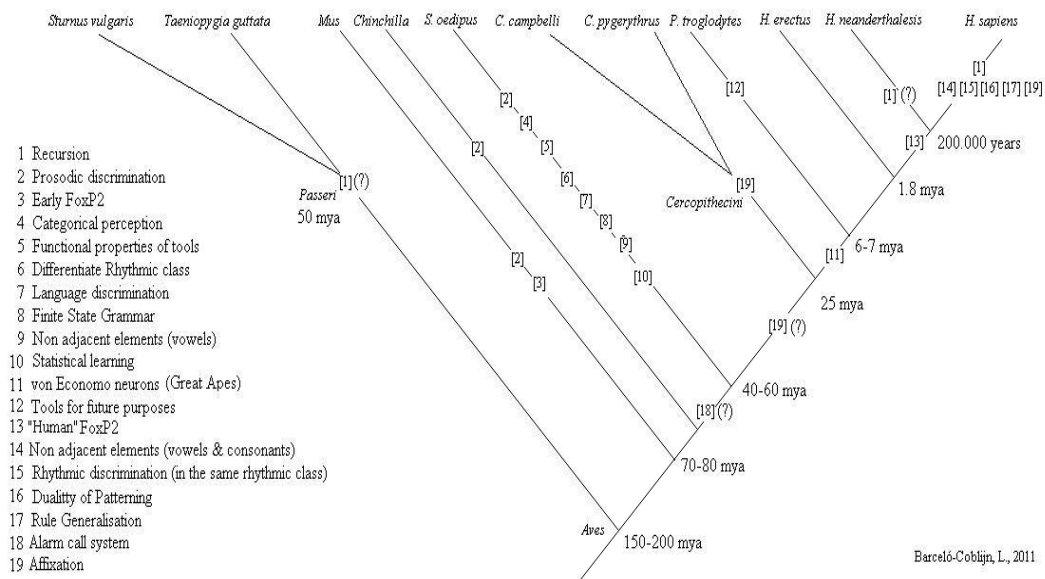 Sturnus vulgaris Taeniopygia guttata Mus Chinchilla S. oedipus C. campbelli C. pygerythrus P. troglodytes H. erectus H. neanderthalesis H. sapiens
[1]
[12] [14] [15] [16] [17] [19]
[2] [1] (?)
[4]
[2] [5] [13] 200.000 years
1 Recursion
2 Prosodic discrimination [1] (?) [6] [19] 1.8 mya
3 Early FoxP2 Passeri [7] Cercopithecini
4 Categorical perception 50 mya [8]
5 Functional properties of tools [9] [11] 6-7 mya
6 Differentiate Rhythmic class [2] [10]
7 Language discrimination [3] 25 mya
8 Finite State Grammar [19] (?)
9 Non adjacent elements (vowels)
10 Statistical learning
11 von Economo neurons (Great Apes) 40-60 mya
12 Tools for future purposes [18] (?)
13 "Human" FoxP2
14 Non adjacent elements (vowels & consonants)
15 Rhythmic discrimination (in the same rhythmic class) 70-80 mya
16 Dualitty of Patterning
17 Rule Generalisation Aves
18 Alarm call system 150-200 mya
19 Affixation Barceló-Coblijn, L., 2011